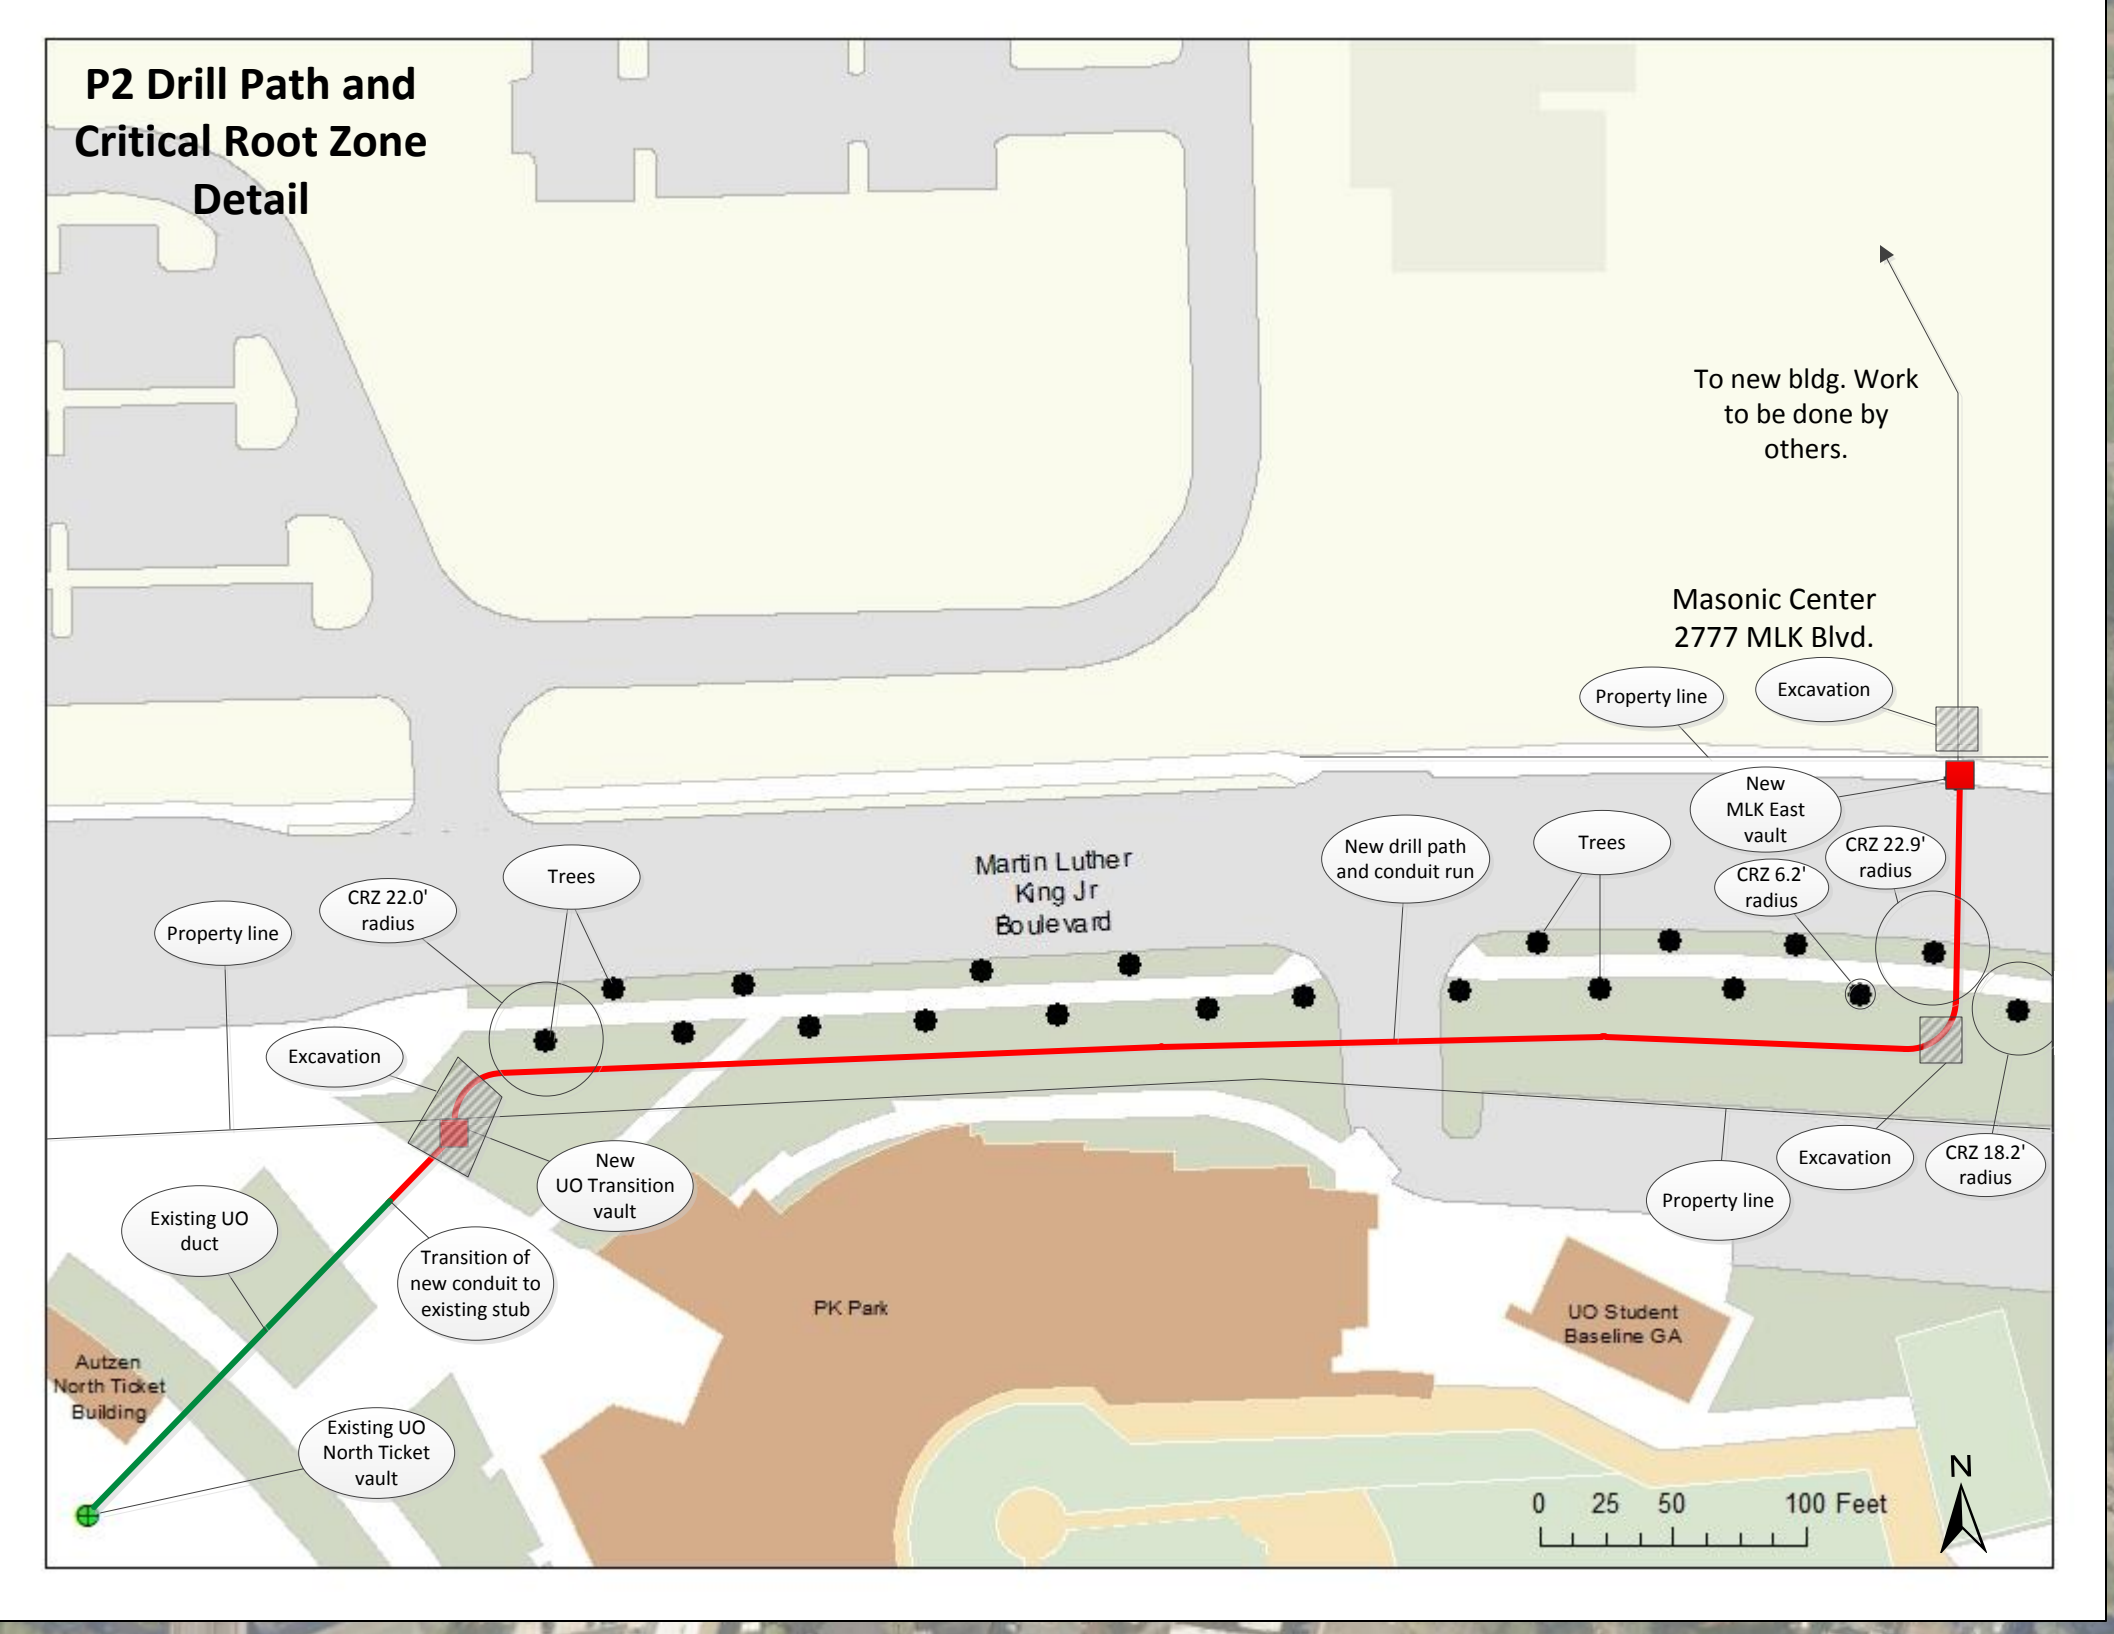 P2 Drill Path and
Critical Root Zone
Detail
To new bldg. Work
to be done by
others.
Masonic Center
2777 MLK Blvd.
Property line
Excavation
New
MLK East
vault
CRZ 22.9'
radius
CRZ 6.2'
radius
Trees
New drill path
and conduit run
Martin Luther
King Jr
Boulevard
Trees
CRZ 22.0'
radius
Property line
Excavation
New
UO Transition
vault
Existing UO
duct
Transition of
new conduit to
existing stub
Excavation
CRZ 18.2'
radius
Property line
PK Park
UO Student
Baseline GA
Autzen
North Ticket
Building
Existing UO
North Ticket
vault
N
0 25 50 100 Feet